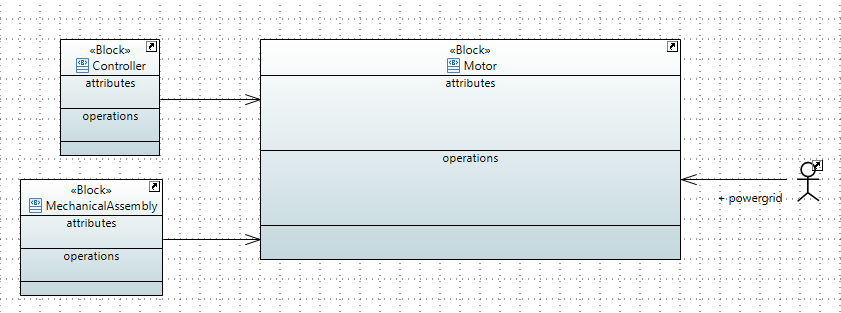 «Block»
Controller
attributes
operations
«Block»
Motor
attributes
operations
«Block»
MechanicalAssembly
attributes
operations
+ powergrid